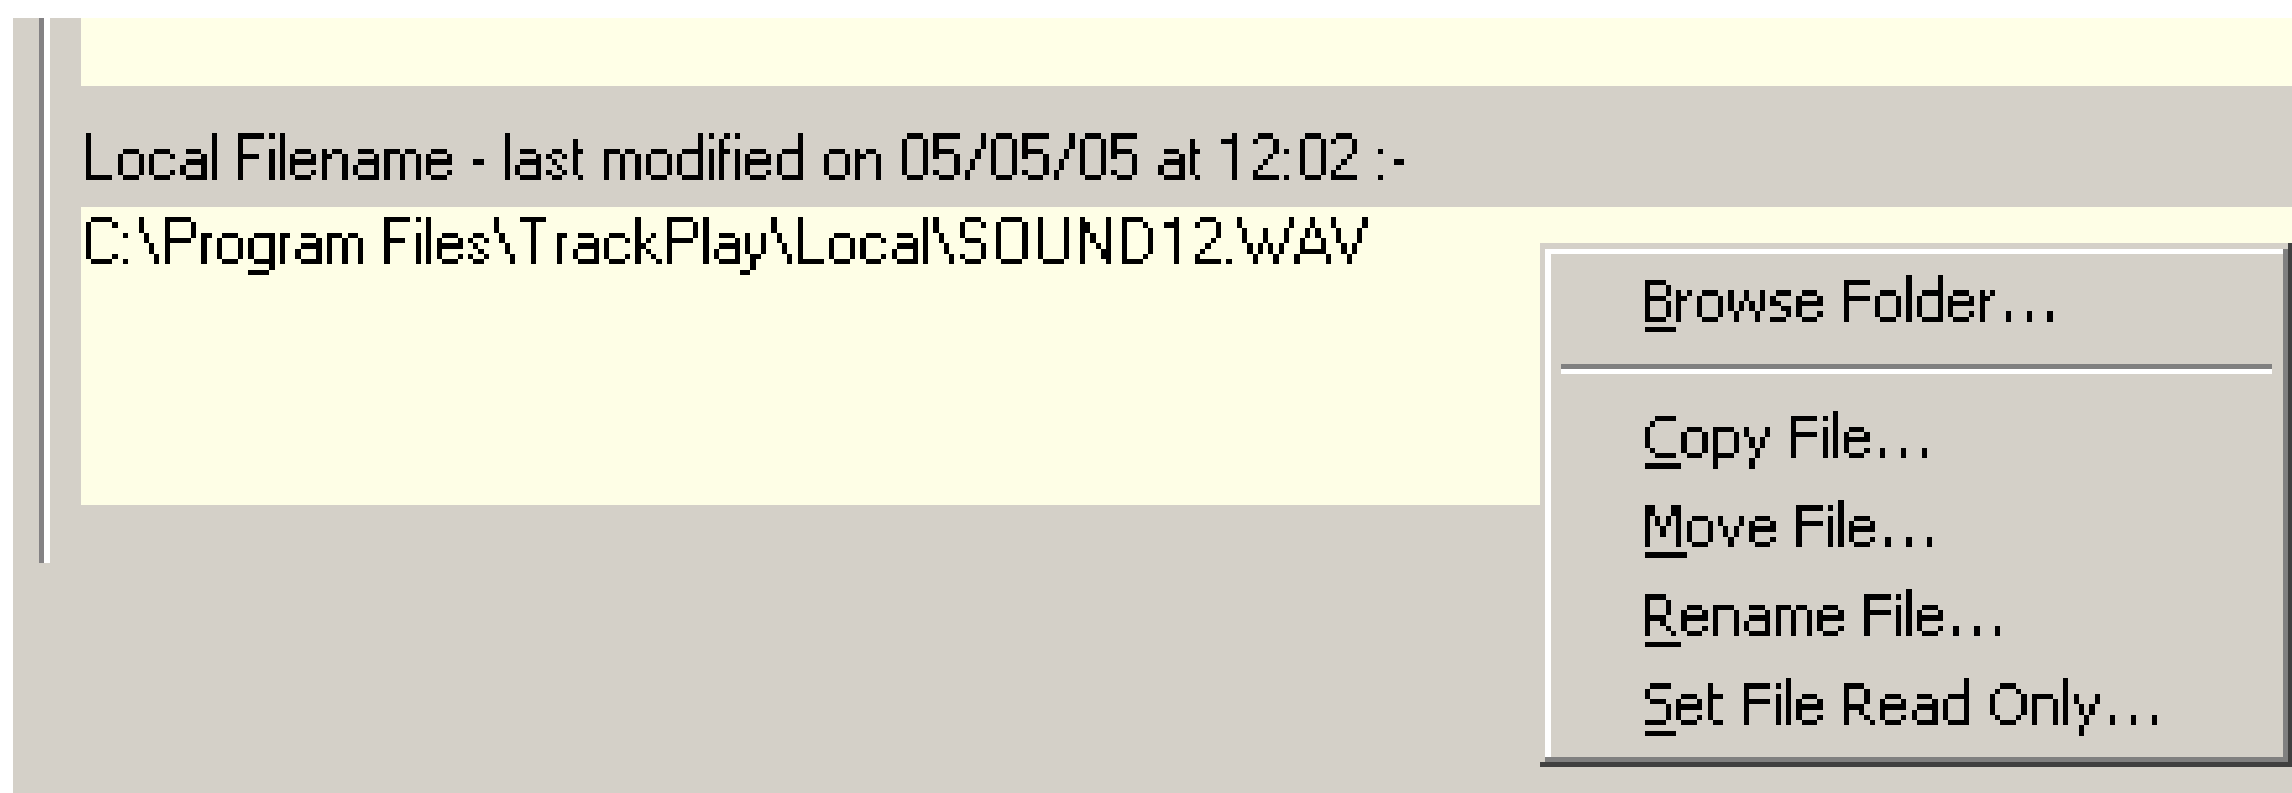 Local Filename - last modified on 05/05/05 at 12:02 :-
C:\Program Files\TrackPlay\Local\SOUND12.WAV
Browse Folder...
Copy File...
Move File...
Rename File...
Set File Read Only...